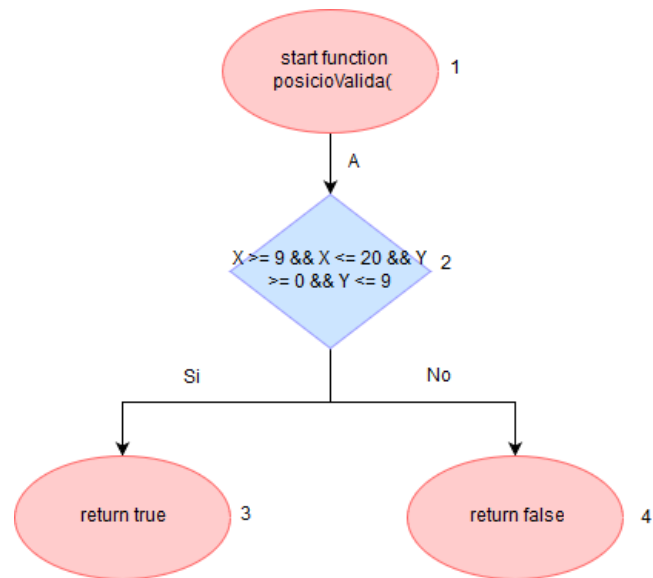 start function
posicioValida(
1
A
X >= 9 && X <= 20 && Y
>= 0 && Y <= 9
2
Si
No
return true
3
return false
4